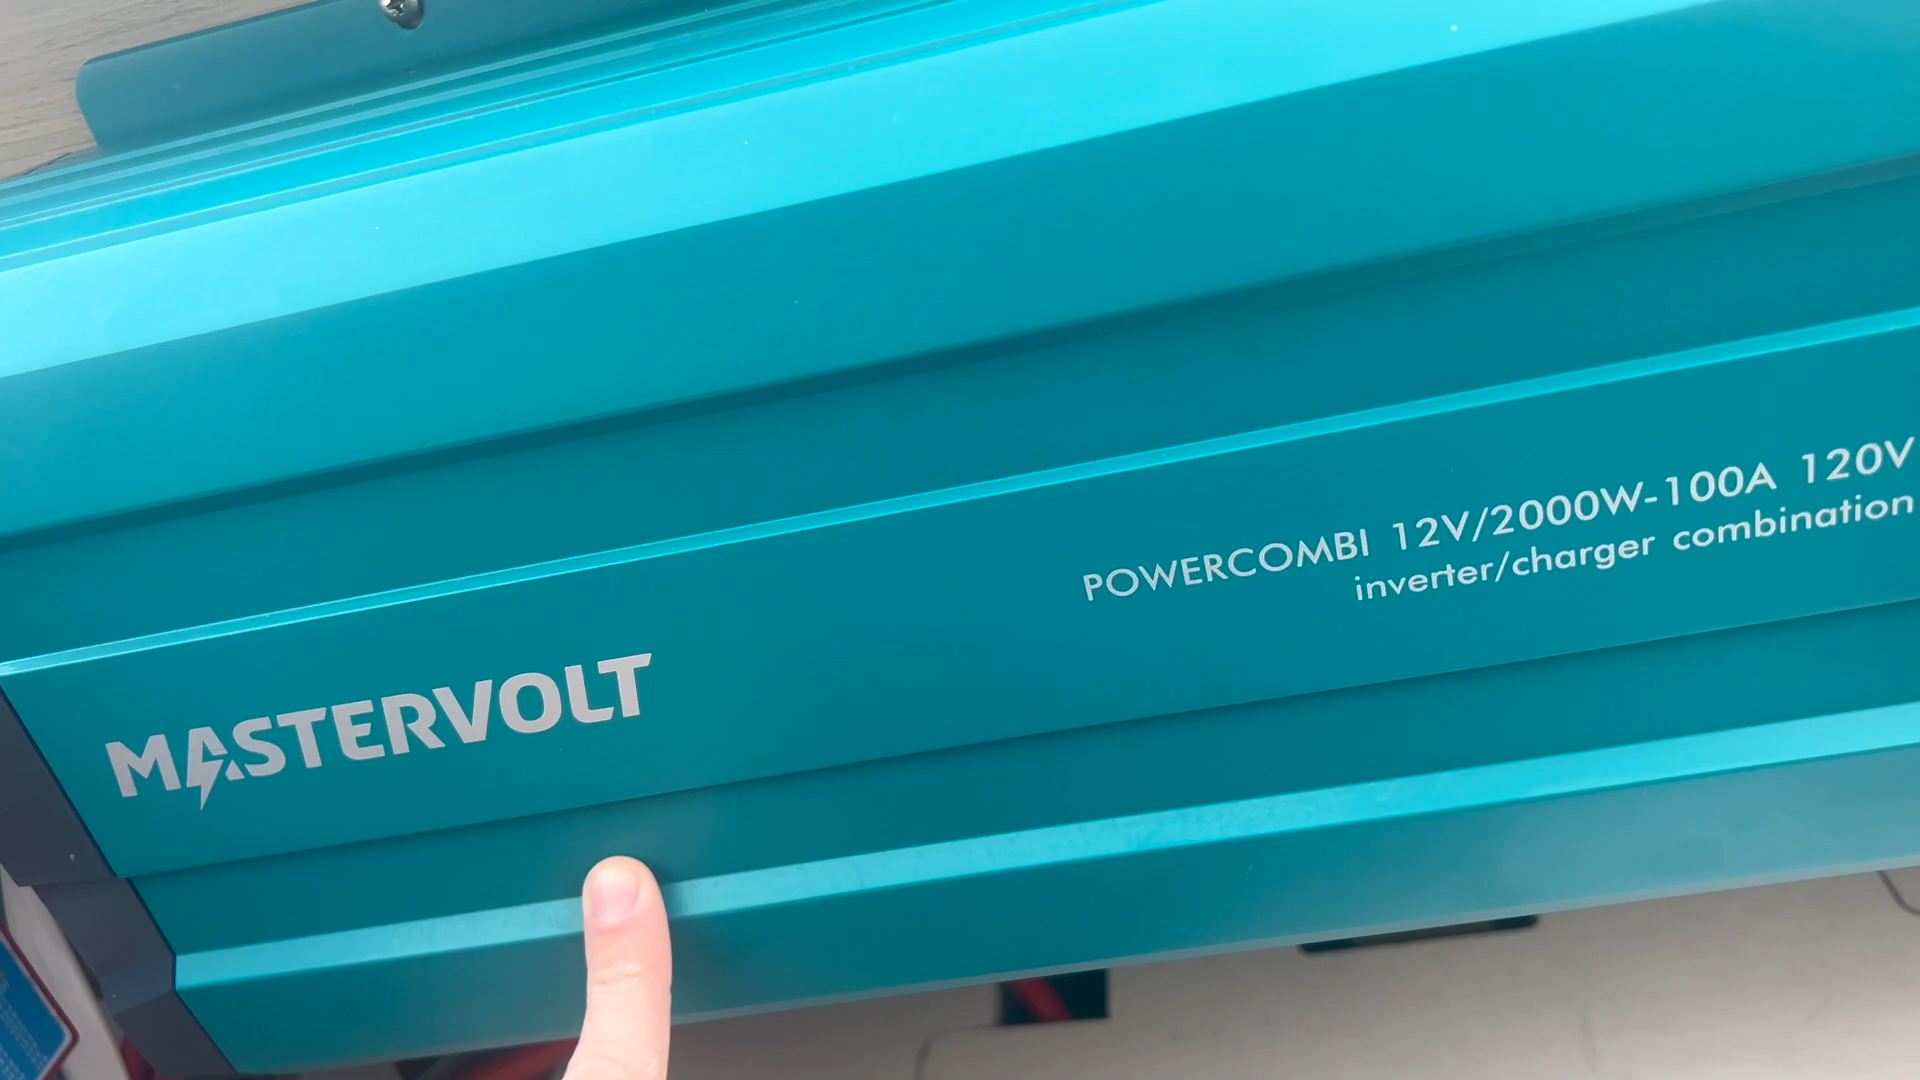 MASTERVOLT
POWERCOMBI 12V/2000W-100A 120V
inverter/charger combination